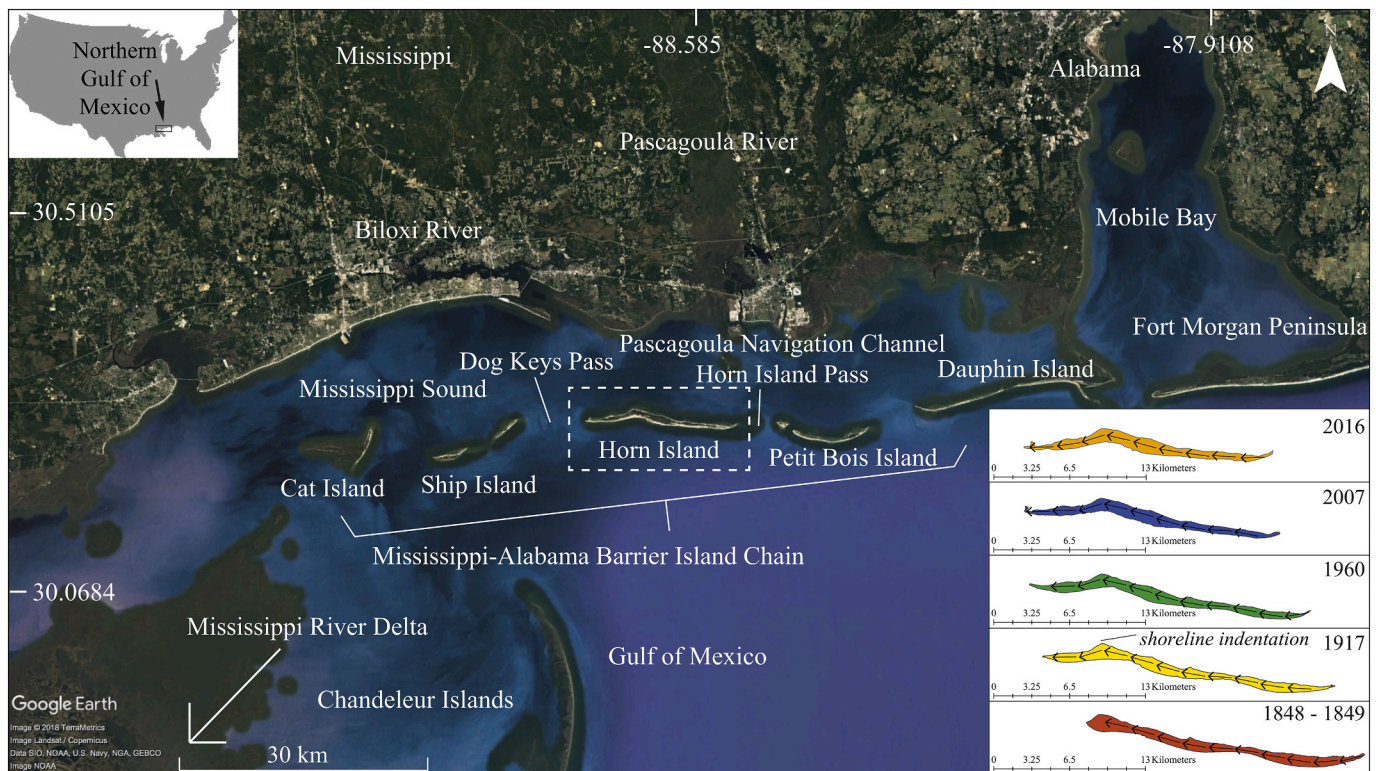 Northern
Gulf of
Mexico
Mississippi
-88.585
-87.9108
Alabama
N
Pascagoula River
30.5105
Mobile Bay
Biloxi River
Fort Morgan Peninsula
Pascagoula Navigation Channel
Dog Keys Pass
Horn Island Pass
Dauphin Island
Mississippi Sound
Horn Island
Petit Bois Island
Cat Island
Ship Island
Mississippi-Alabama Barrier Island Chain
30.0684
Mississippi River Delta
Gulf of Mexico
Chandeleur Islands
Google Earth
Image © 2018 TerraMetrics
Image Landsat / Copernicus
Data SIO, NOAA, U.S. Navy, NGA, GEBCO
Image NOAA
30 km
2016
0 3.25 6.5 13 Kilometers
2007
0 3.25 6.5 13 Kilometers
1960
0 3.25 6.5 13 Kilometers
shoreline indentation 1917
0 3.25 6.5 13 Kilometers
1848 - 1849
0 3.25 6.5 13 Kilometers